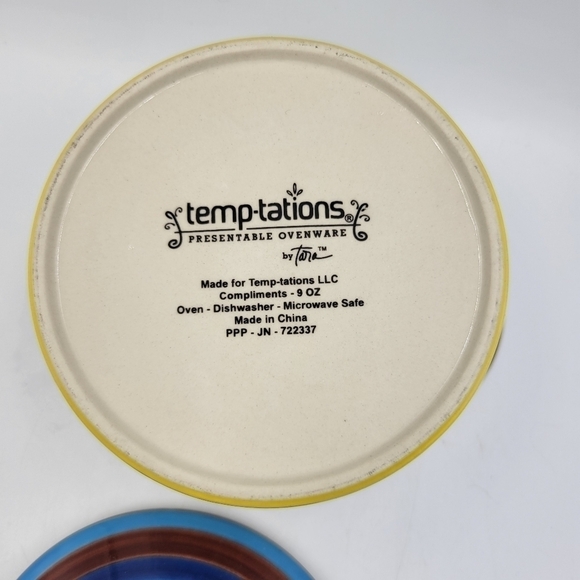 temp-tations®
PRESENTABLE OVENWARE
by Tara™
Made for Temp-tations LLC
Compliments - 9 OZ
Oven - Dishwasher - Microwave Safe
Made in China
PPP - JN - 722337